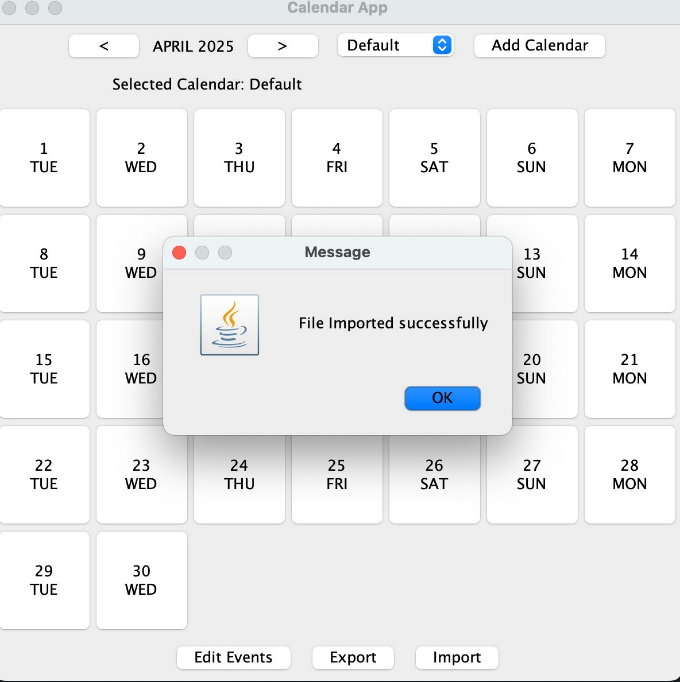 Calendar App
< APRIL 2025 > Default Add Calendar
Selected Calendar: Default
1 2 3 4 5 6 7
TUE WED THU FRI SAT SUN MON
8 9 13 14
TUE WED SUN MON
Message
File Imported successfully
OK
15 16 20 21
TUE WED SUN MON
22 23 24 25 26 27 28
TUE WED THU FRI SAT SUN MON
29 30
TUE WED
Edit Events Export Import